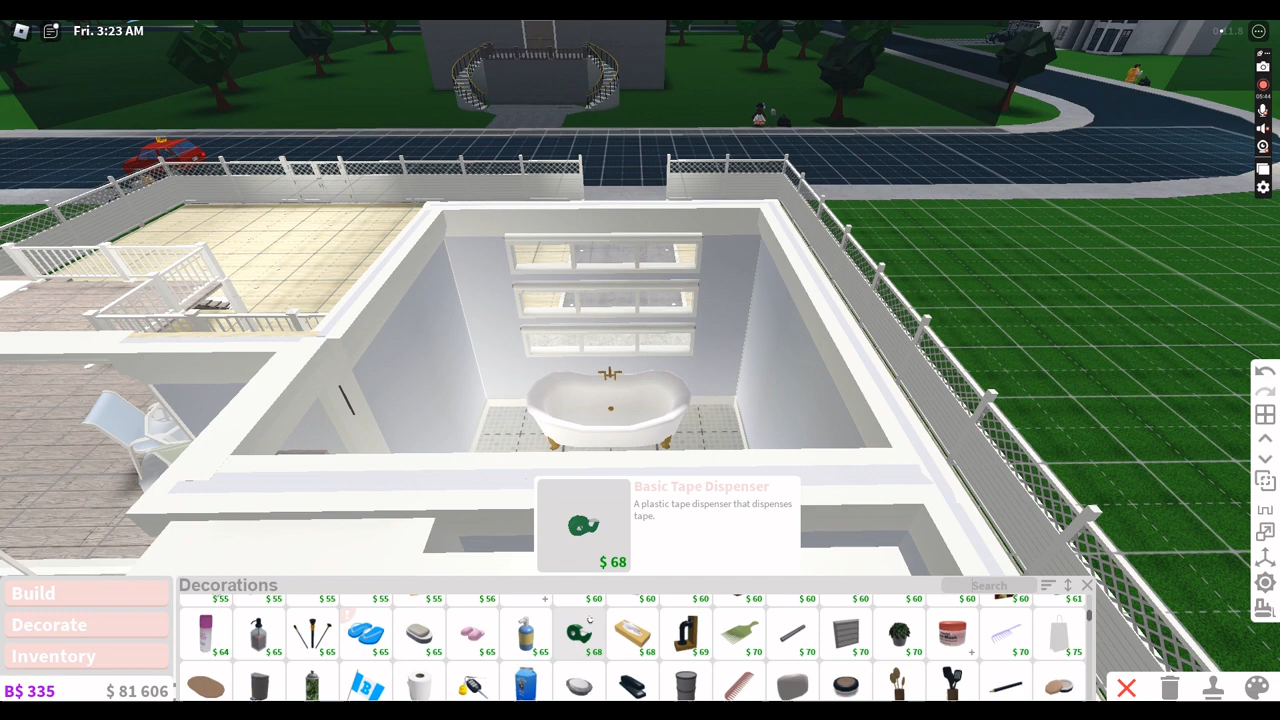 Fri. 3:23 AM
05:44
Basic Tape Dispenser
A plastic tape dispenser that dispenses
tape.
$ 68
Build
Decorations
Search
$ 55 $ 55 $ 55 $ 55 $ 55 $ 56 + $ 60 $ 60 $ 60 $ 70 $ 60 $ 60 $ 60 $ 60 $ 60 $ 61
Decorate
$ 64 $ 65 $ 65 $ 65 $ 65 $ 65 $ 65 $ 68 $ 68 $ 69 $ 70 $ 70 $ 70 $ 70 + $ 70 $ 75
Inventory
B$ 335 $ 81 606